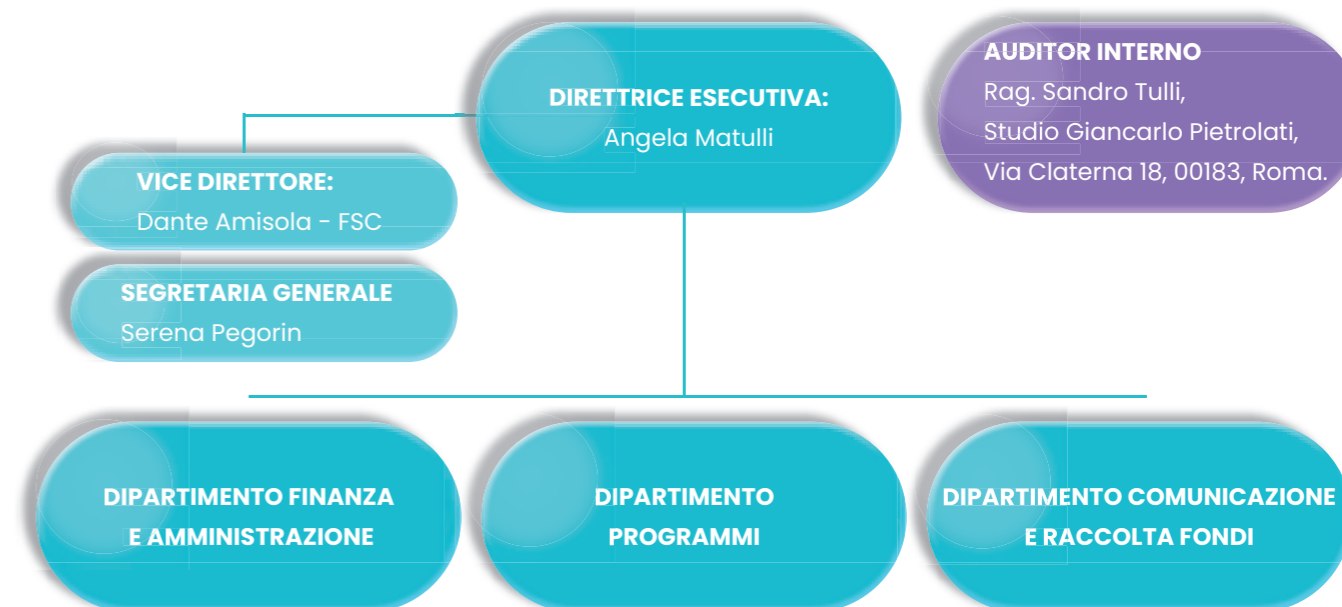 DIRETTRICE ESECUTIVA:
Angela Matulli
AUDITOR INTERNO
Rag. Sandro Tulli,
Studio Giancarlo Pietrolati,
Via Claterna 18, 00183, Roma.
VICE DIRETTORE:
Dante Amisola - FSC
SEGRETARIA GENERALE
Serena Pegorin
DIPARTIMENTO FINANZA
E AMMINISTRAZIONE
DIPARTIMENTO
PROGRAMMI
DIPARTIMENTO COMUNICAZIONE
E RACCOLTA FONDI